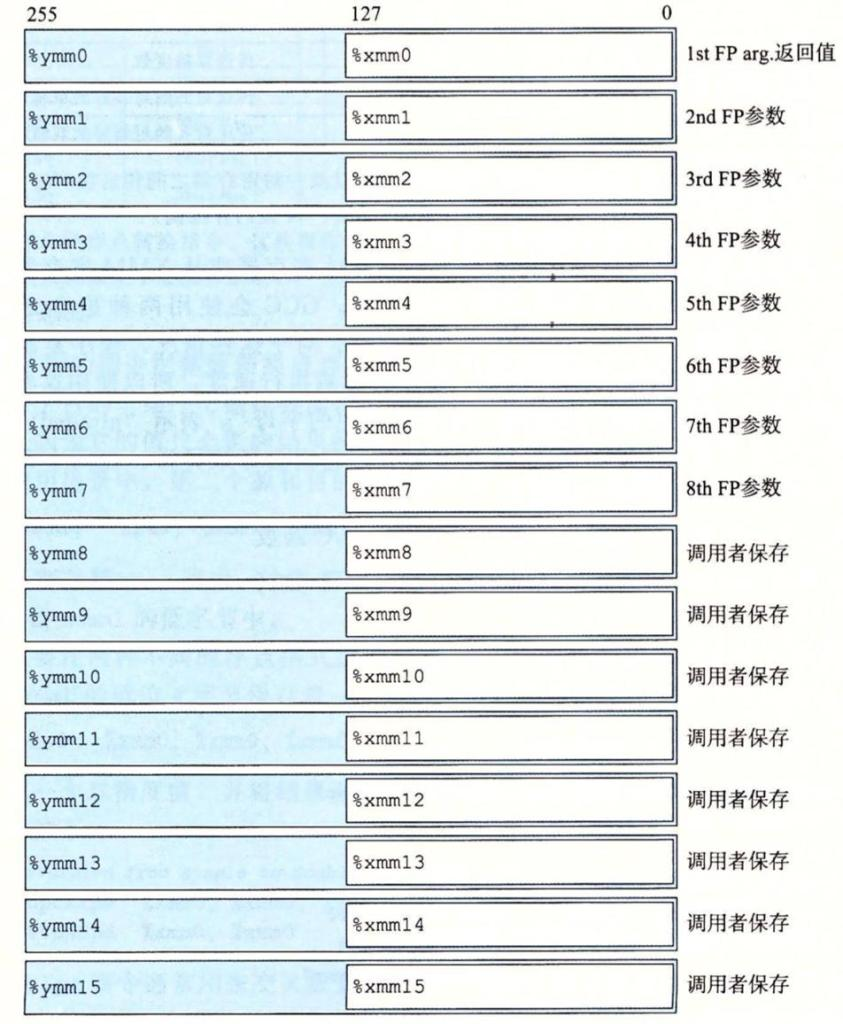 255 127 0
%ymm0 %xmm0 1st FP arg.返回值
%ymm1 %xmm1 2nd FP参数
%ymm2 %xmm2 3rd FP参数
%ymm3 %xmm3 4th FP参数
%ymm4 %xmm4 5th FP参数
%ymm5 %xmm5 6th FP参数
%ymm6 %xmm6 7th FP参数
%ymm7 %xmm7 8th FP参数
%ymm8 %xmm8 调用者保存
%ymm9 %xmm9 调用者保存
%ymm10 %xmm10 调用者保存
%ymm11 %xmm11 调用者保存
%ymm12 %xmm12 调用者保存
%ymm13 %xmm13 调用者保存
%ymm14 %xmm14 调用者保存
%ymm15 %xmm15 调用者保存